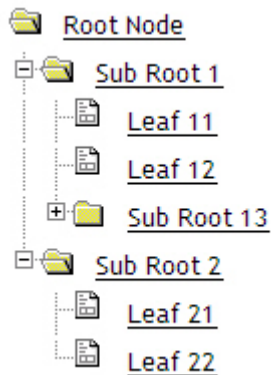 Root Node
Sub Root 1
Leaf 11
Leaf 12
Sub Root 13
Sub Root 2
Leaf 21
Leaf 22